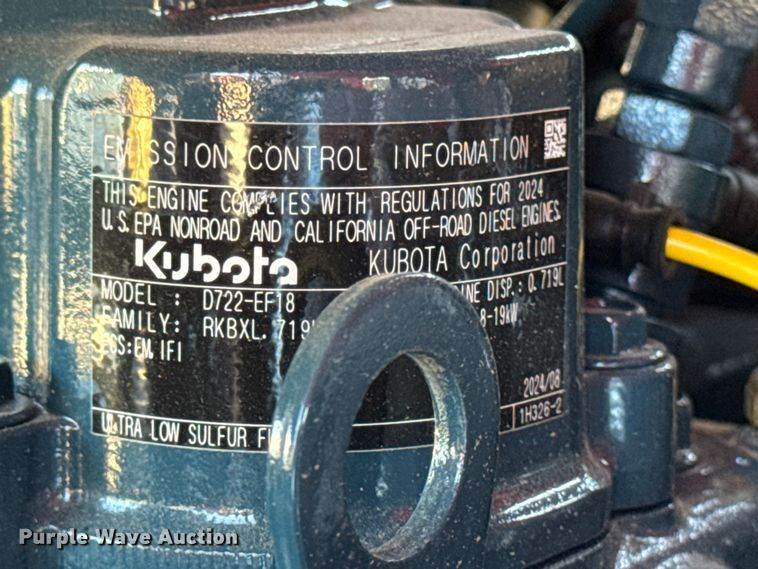 EMISSION CONTROL INFORMATION
THIS ENGINE COMPLIES WITH REGULATIONS FOR 2024
U.S. EPA NONROAD AND CALIFORNIA OFF-ROAD DIESEL ENGINES.
Kubota KUBOTA Corporation
MODEL : D722-EF18 DISP.: 0.719L
FAMILY: RKBXL.719 8-19kW
ECS:EM,IFI
2024/08
ULTRA LOW SULFUR 1H326-2
Purple Wave Auction